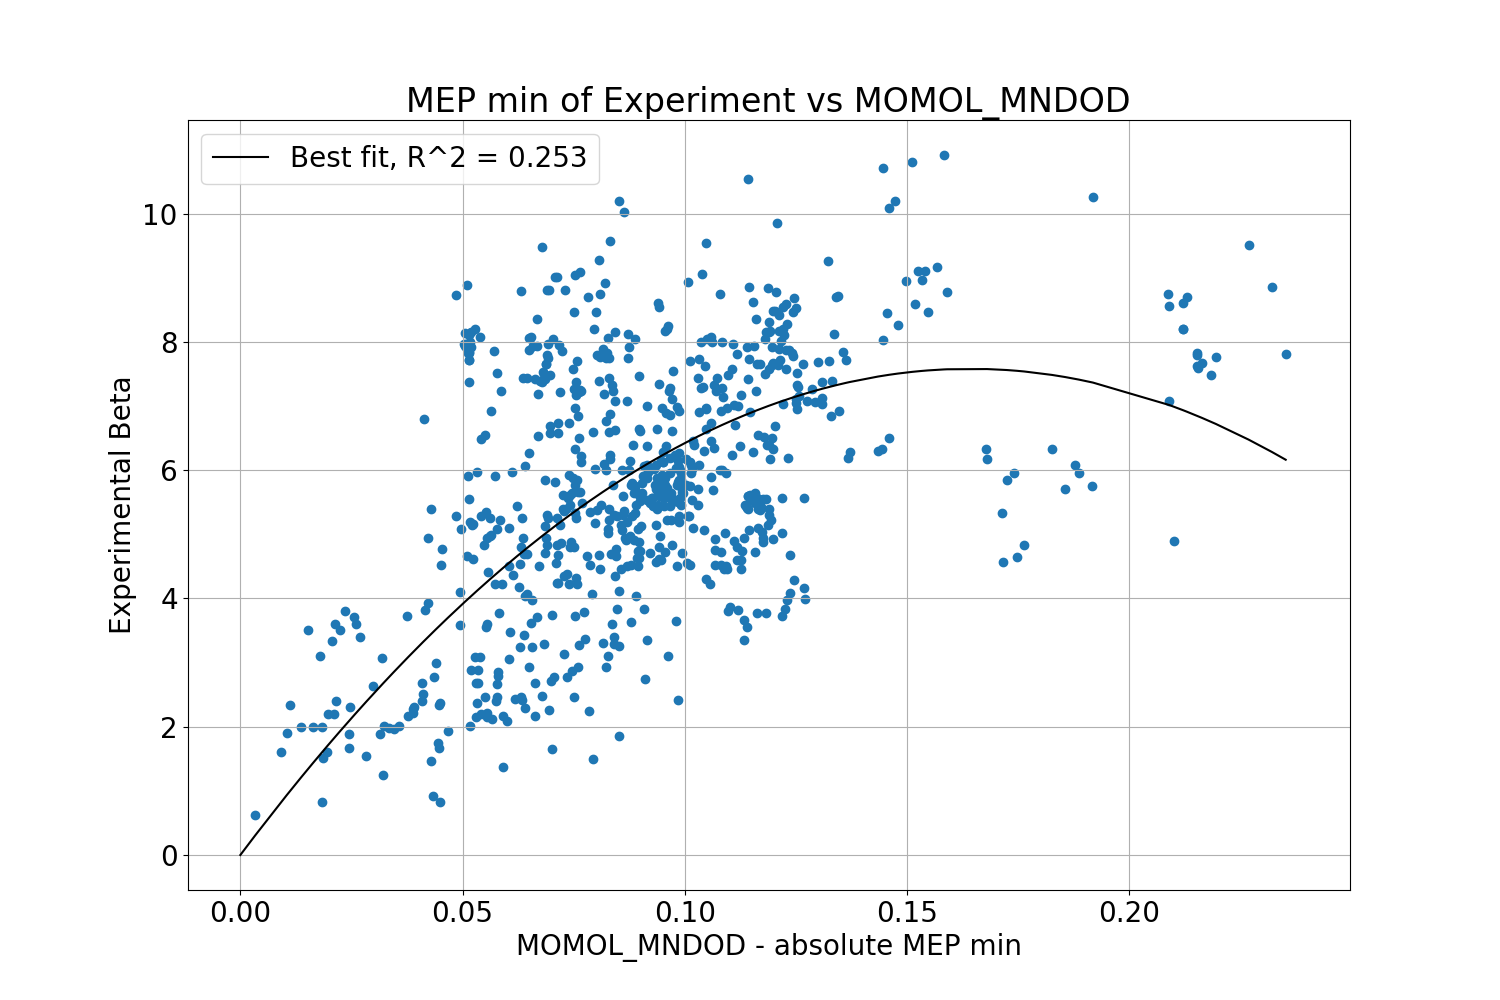 MEP min of Experiment vs MOMOL_MNDOD
Best fit, R^2 = 0.253
Experimental Beta
10
8
6
4
2
0
0.00 0.05 0.10 0.15 0.20
MOMOL_MNDOD - absolute MEP min